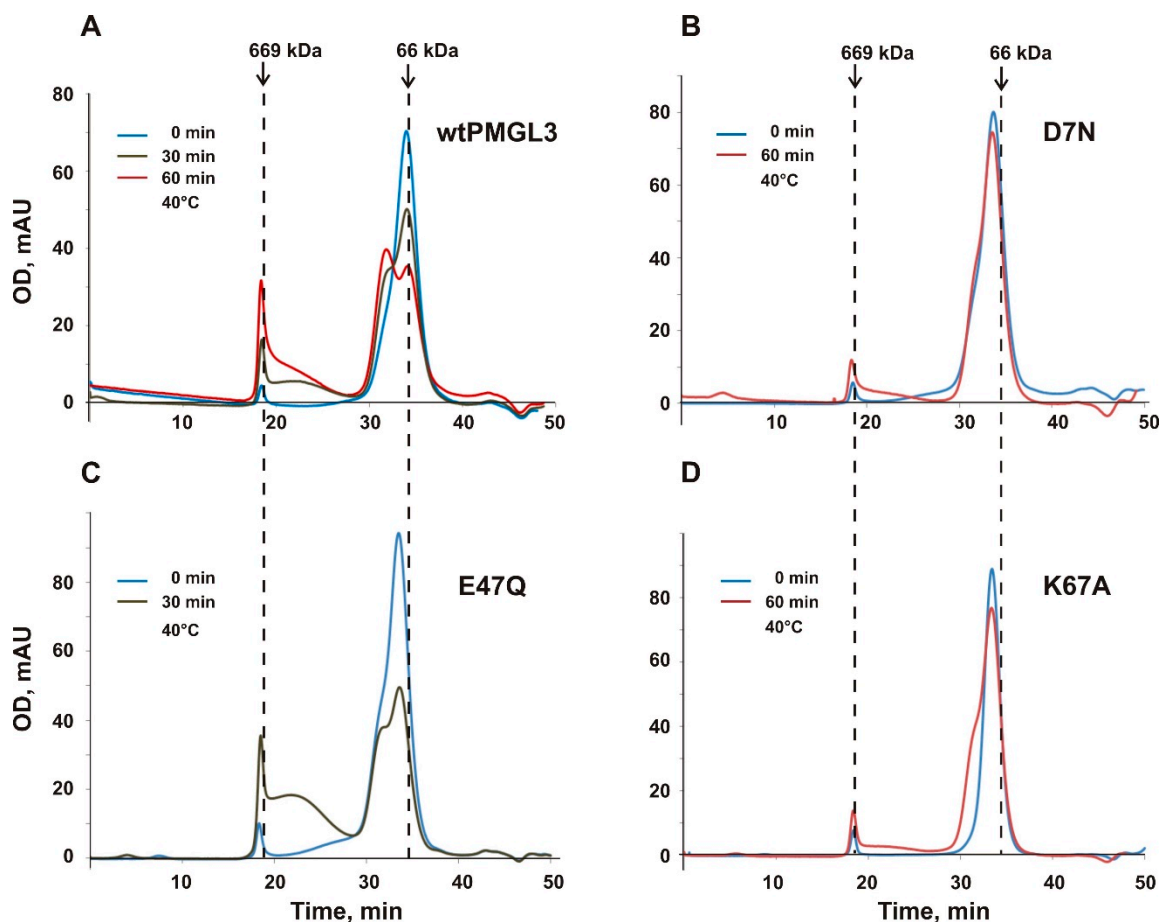 A
669 kDa
66 kDa
80
60
40
20
0
OD, mAU
0 min
30 min
60 min
40°C
wtPMGL3
10
20
30
40
50
B
669 kDa
66 kDa
80
60
40
20
0
0 min
60 min
40°C
D7N
10
20
30
40
50
C
80
60
40
20
0
OD, mAU
0 min
30 min
40°C
E47Q
10
20
30
40
50
Time, min
D
80
60
40
20
0
0 min
60 min
40°C
K67A
10
20
30
40
50
Time, min